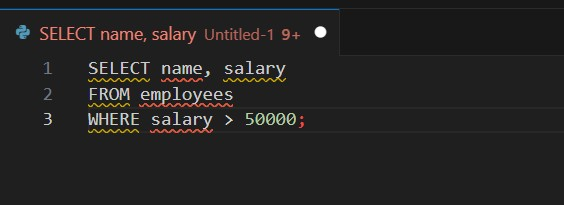 SELECT name, salary Untitled-1 9+
1 SELECT name, salary
2 FROM employees
3 WHERE salary > 50000;